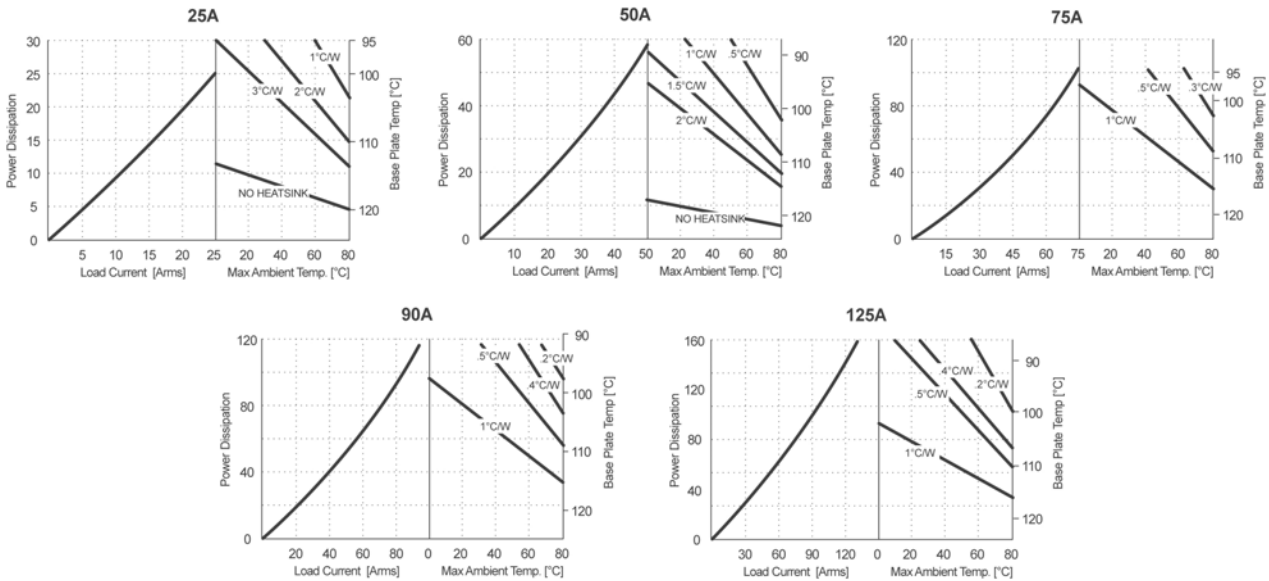 25A
50A
75A
30
25
20
15
10
5
0
Power Dissipation
5 10 15 20 25 20 40 60 80
Load Current [Arms] Max Ambient Temp. [°C]
95
100
110
120
Base Plate Temp [°C]
1°C/W
2°C/W
3°C/W
NO HEATSINK
60
40
20
0
Power Dissipation
10 20 30 40 50 20 40 60 80
Load Current [Arms] Max Ambient Temp. [°C]
90
100
110
120
Base Plate Temp [°C]
.5°C/W
1°C/W
1.5°C/W
2°C/W
NO HEATSINK
120
80
40
0
Power Dissipation
15 30 45 60 75 20 40 60 80
Load Current [Arms] Max Ambient Temp. [°C]
95
100
110
120
Base Plate Temp [°C]
.3°C/W
.5°C/W
1°C/W
90A
125A
120
80
40
0
Power Dissipation
20 40 60 80 0 20 40 60 80
Load Current [Arms] Max Ambient Temp. [°C]
90
100
110
120
Base Plate Temp [°C]
.5°C/W
.2°C/W
.4°C/W
1°C/W
160
120
80
40
0
Power Dissipation
30 60 90 120 0 20 40 60 80
Load Current [Arms] Max Ambient Temp. [°C]
90
100
110
120
Base Plate Temp [°C]
.4°C/W
.2°C/W
.5°C/W
1°C/W